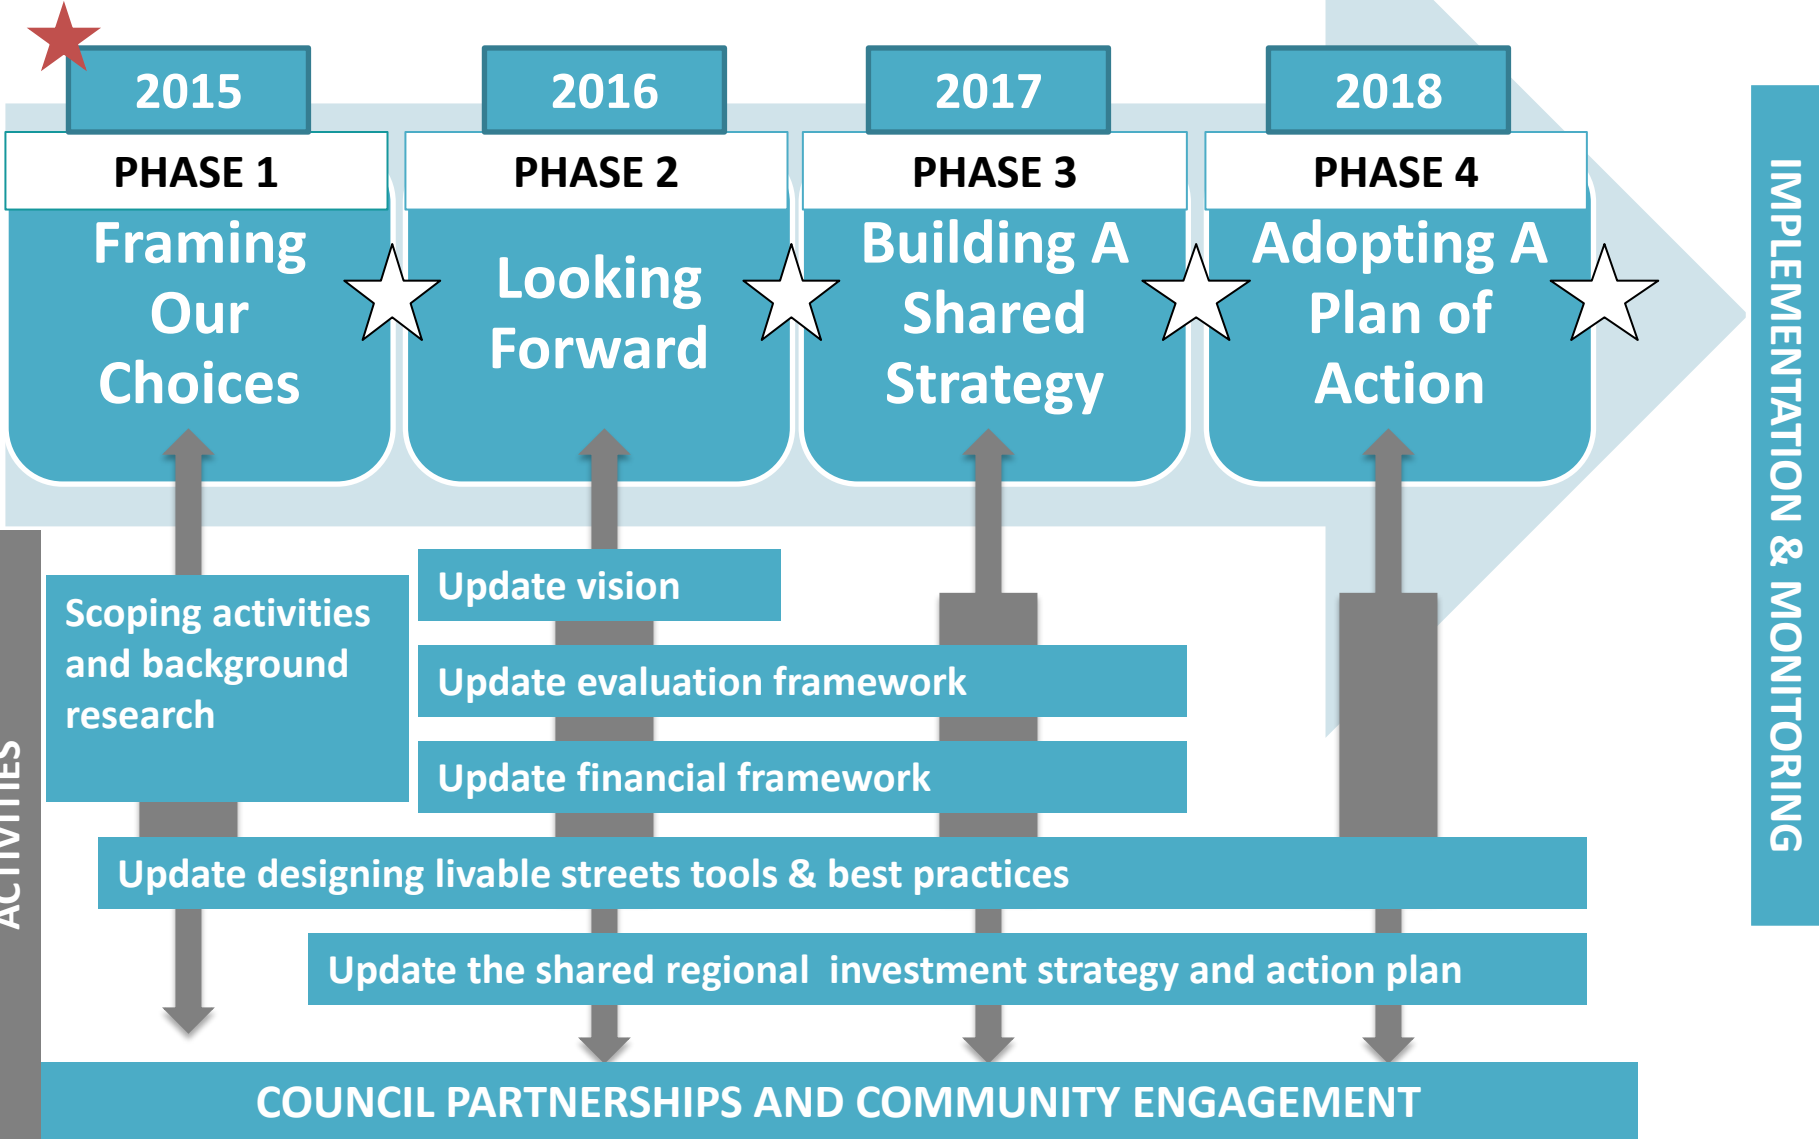 2015
2016
2017
2018
PHASE 1
PHASE 2
PHASE 3
PHASE 4
Framing
Our
Choices
Looking
Forward
Building A
Shared
Strategy
Adopting A
Plan of
Action
IMPLEMENTATION & MONITORING
ACTIVITIES
Scoping activities
and background
research
Update vision
Update evaluation framework
Update financial framework
Update designing livable streets tools & best practices
Update the shared regional  investment strategy and action plan
COUNCIL PARTNERSHIPS AND COMMUNITY ENGAGEMENT